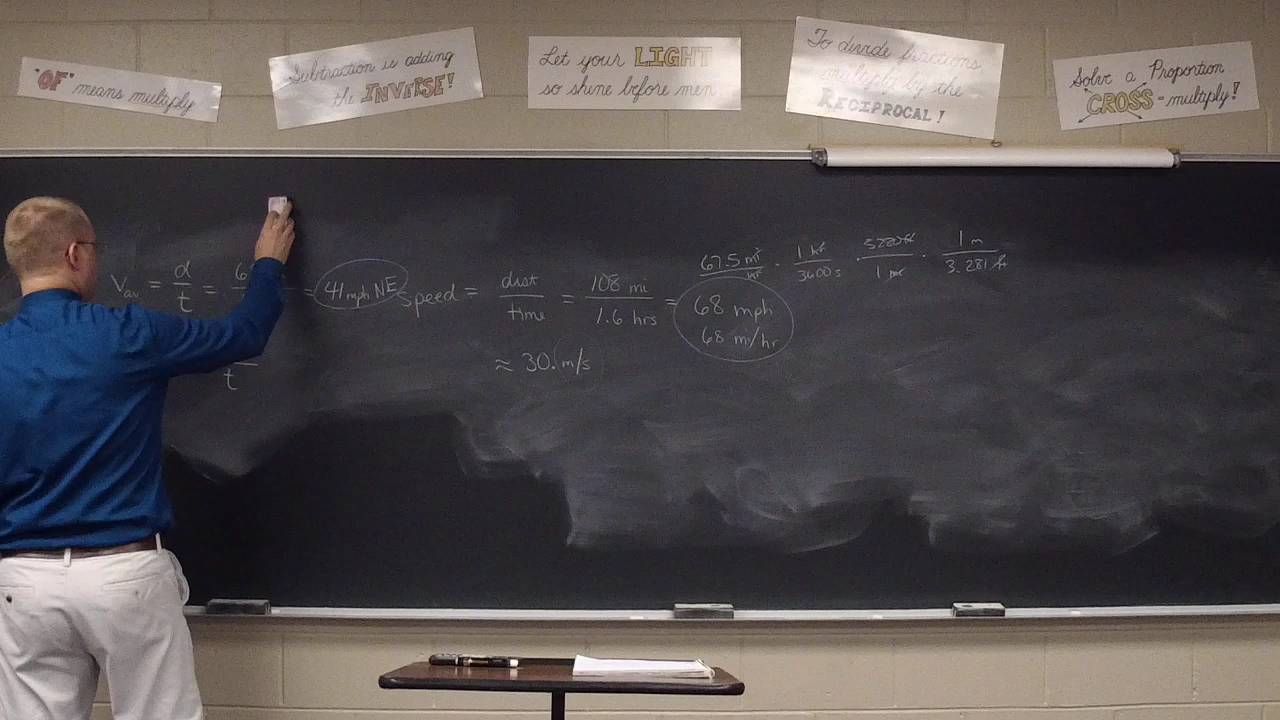 "OF" means multiply
Subtraction is adding
the INVERSE!
Let your LIGHT
so shine before men
To divide fractions
multiply by the
RECIPROCAL!
Solve a Proportion
CROSS-multiply!
Vav = d/t = 6 = 41 mph NE
t
speed = dist/time = 108 mi/1.6 hrs = 68 mph
68 mi/hr
≈ 30. m/s
67.5 mi/hr · 1 hr/3600 s · 5280 ft/1 mi · 1 m/3.281 ft